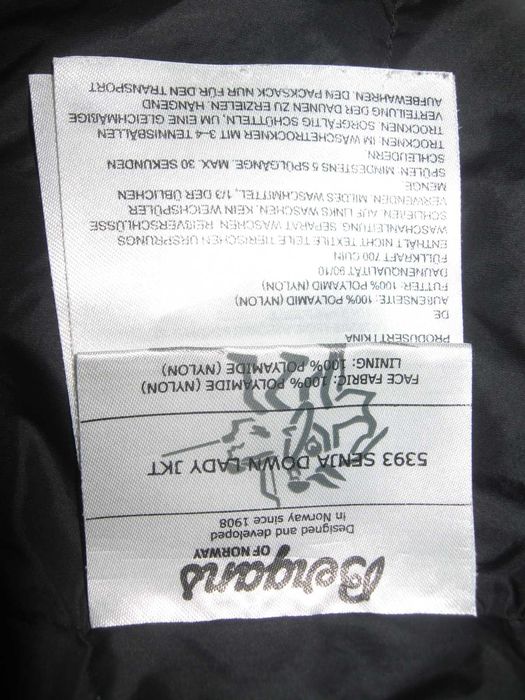 Bergans
OF NORWAY
Designed and developed
in Norway since 1908
5393 SENJA DOWN LADY JKT
FACE FABRIC: 100% POLYAMIDE (NYLON)
LINING: 100% POLYAMIDE (NYLON)
PRODUSERT I KINA
DE
AUßENSEITE: 100% POLYAMID (NYLON)
FUTTER: 100% POLYAMID (NYLON)
DAUNENQUALITÄT 90/10
FÜLLKRAFT 700 CUIN
ENTHÄLT NICHT TEXTILE TEILE TIERISCHEN URSPRUNGS
WASCHANLEITUNG SEPARAT WASCHEN REIßVERSCHLÜSSE
SCHLIEßEN AUF LINKS WASCHEN. KEIN WEICHSPÜLER
VERWENDEN. MILDES WASCHMITTEL, 1/3 DER ÜBLICHEN
MENGE
SPÜLEN. MINDESTENS 5 SPÜLGÄNGE. MAX. 30 SEKUNDEN
SCHLEUDERN.
TROCKNEN. IM WÄSCHETROCKNER MIT 3-4 TENNISBÄLLEN
TROCKNEN. SORGFÄLTIG SCHÜTTELN, UM EINE GLEICHMÄßIGE
VERTEILUNG DER DAUNEN ZU ERZIELEN. HÄNGEND
AUFBEWAHREN. DEN PACKSACK NUR FÜR DEN TRANSPORT